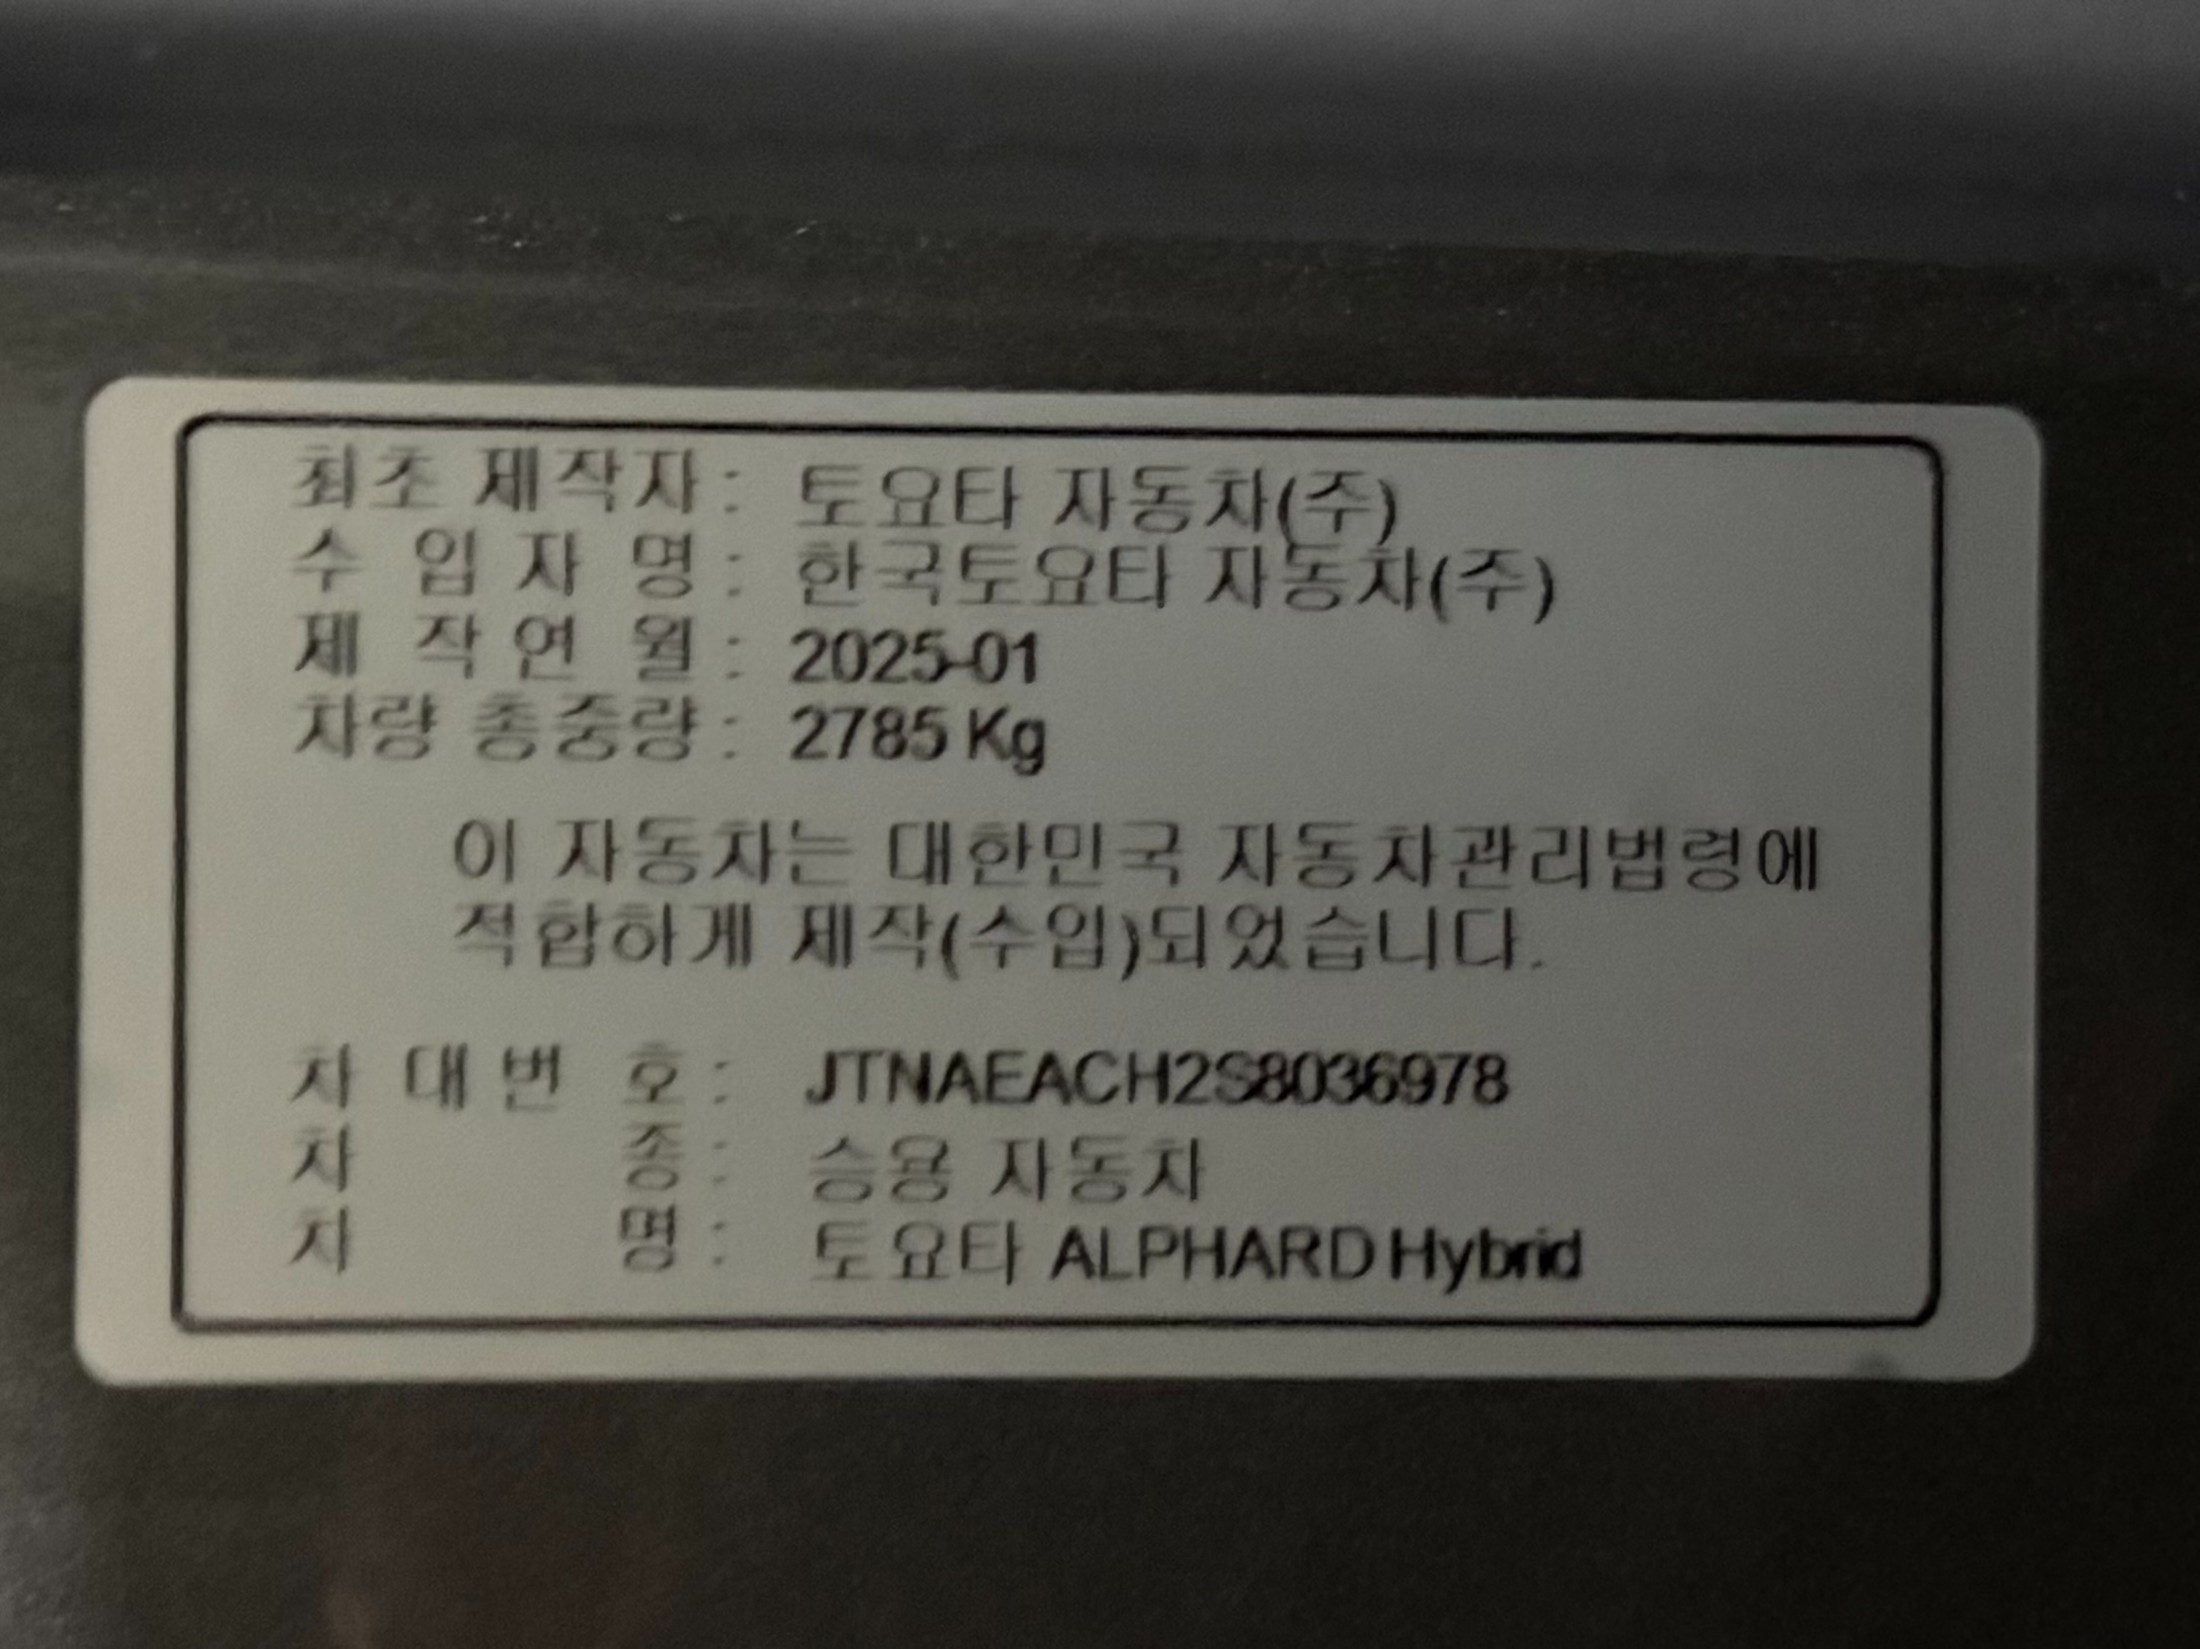 최초 제작자 : 토요타 자동차(주)
수 입 자 명 : 한국토요타 자동차(주)
제 작 연 월 : 2025-01
차량 총중량 : 2785 Kg
이 자동차는 대한민국 자동차관리법령에
적합하게 제작(수입)되었습니다.
차 대 번 호 : JTNAEACH2S8036978
차 종 : 승용 자동차
차 명 : 토요타 ALPHARD Hybrid